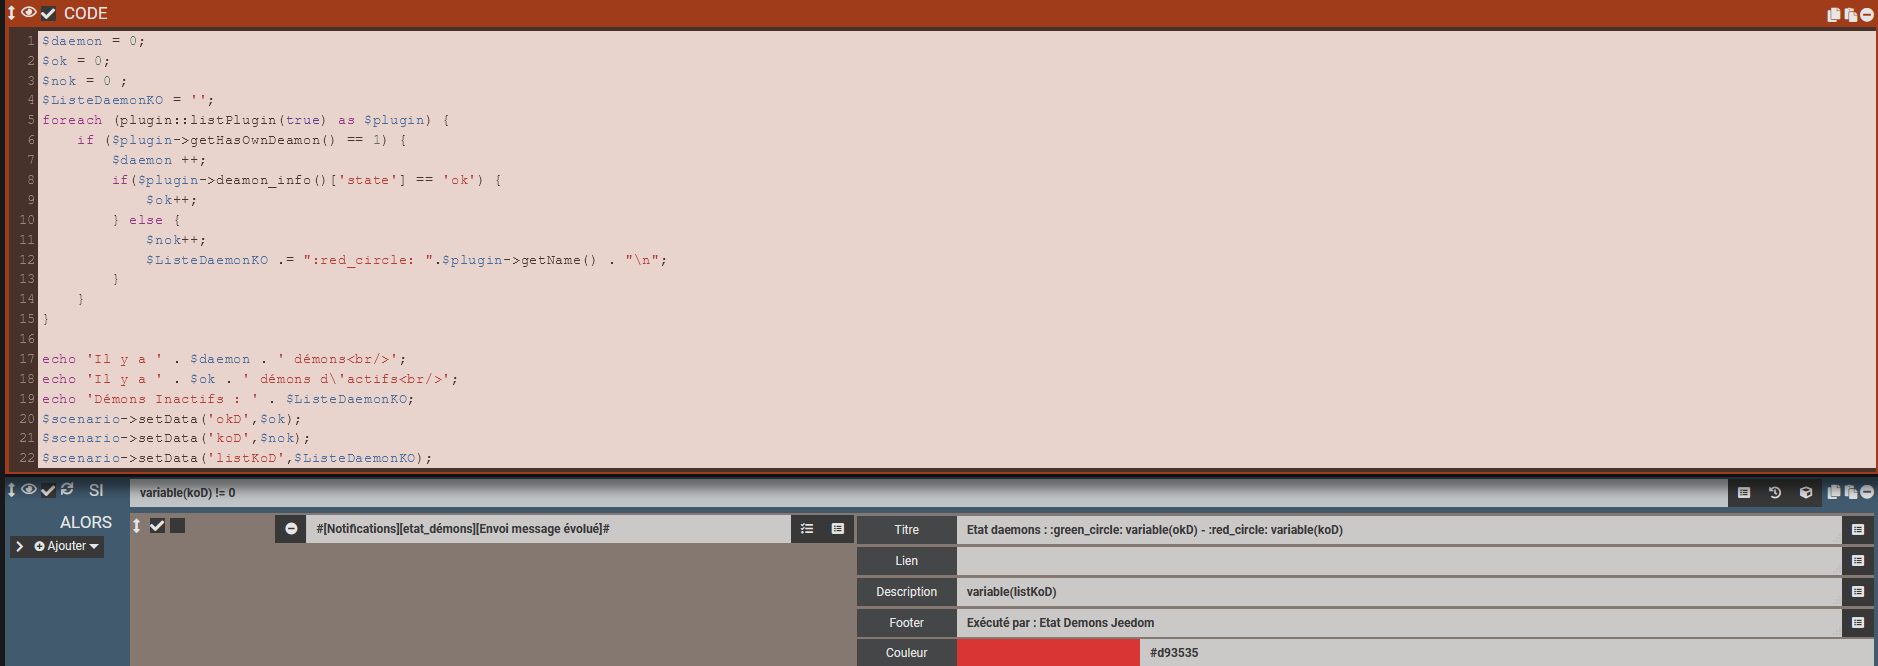 CODE
1 $daemon = 0;
2 $ok = 0;
3 $nok = 0 ;
4 $ListeDaemonKO = '';
5 foreach (plugin::listPlugin(true) as $plugin) {
6     if ($plugin->getHasOwnDeamon() == 1) {
7         $daemon ++;
8         if($plugin->deamon_info()['state'] == 'ok') {
9             $ok++;
10         } else {
11             $nok++;
12             $ListeDaemonKO .= ":red_circle: ".$plugin->getName() . "\n";
13         }
14     }
15 }
16
17 echo 'Il y a ' . $daemon . ' démons<br/>';
18 echo 'Il y a ' . $ok . ' démons d\'actifs<br/>';
19 echo 'Démons Inactifs : ' . $ListeDaemonKO;
20 $scenario->setData('okD',$ok);
21 $scenario->setData('koD',$nok);
22 $scenario->setData('listKoD',$ListeDaemonKO);
SI variable(koD) != 0
ALORS
Ajouter
#[Notifications][etat_démons][Envoi message évolué]#
Titre Etat daemons : :green_circle: variable(okD) - :red_circle: variable(koD)
Lien
Description variable(listKoD)
Footer Exécuté par : Etat Demons Jeedom
Couleur #d93535